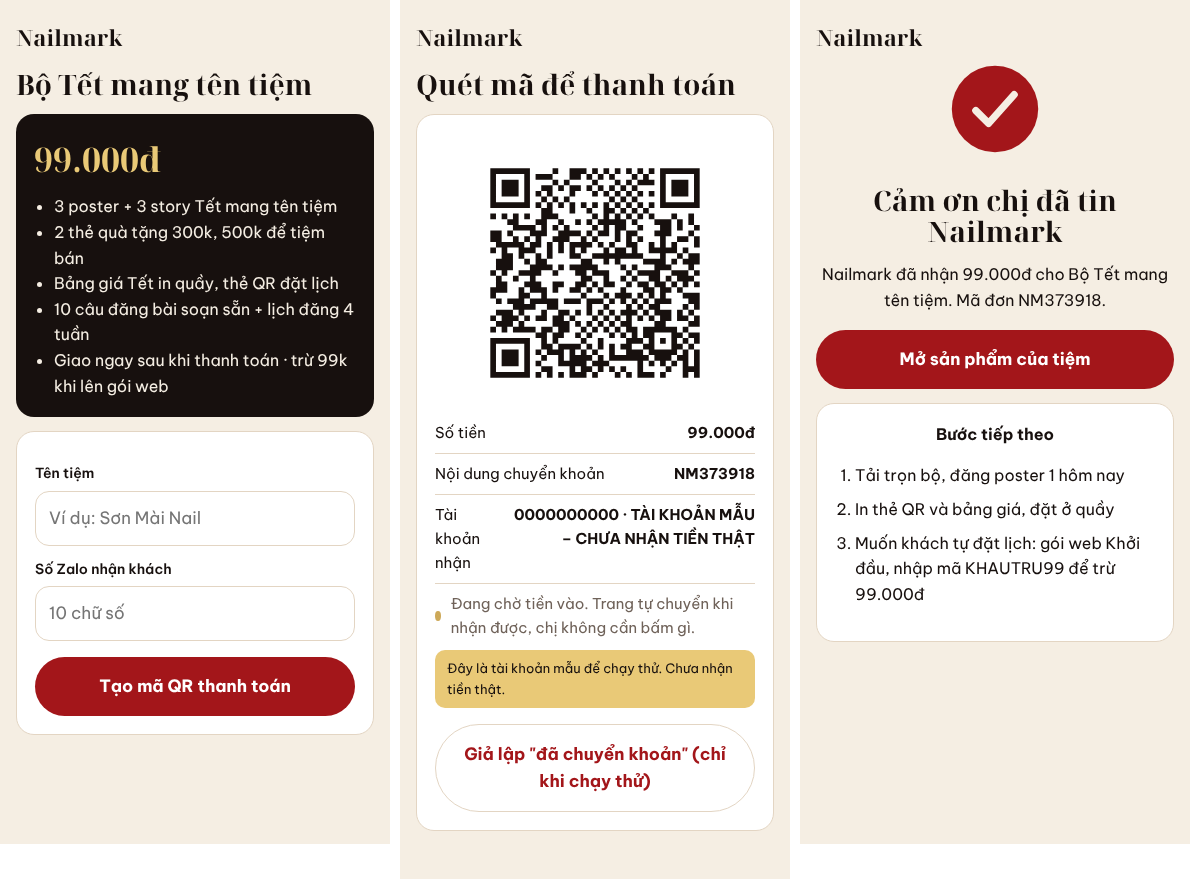 Nailmark
Bộ Tết mang tên tiệm
99.000đ
• 3 poster + 3 story Tết mang tên tiệm
• 2 thẻ quà tặng 300k, 500k để tiệm
bán
• Bảng giá Tết in quầy, thẻ QR đặt lịch
• 10 câu đăng bài soạn sẵn + lịch đăng 4
tuần
• Giao ngay sau khi thanh toán · trừ 99k
khi lên gói web
Tên tiệm
Ví dụ: Sơn Mài Nail
Số Zalo nhận khách
10 chữ số
Tạo mã QR thanh toán
Nailmark
Quét mã để thanh toán
Số tiền 99.000đ
Nội dung chuyển khoản NM373918
Tài
khoản
nhận
0000000000 · TÀI KHOẢN MẪU
– CHƯA NHẬN TIỀN THẬT
Đang chờ tiền vào. Trang tự chuyển khi
nhận được, chị không cần bấm gì.
Đây là tài khoản mẫu để chạy thử. Chưa nhận
tiền thật.
Giả lập "đã chuyển khoản" (chỉ
khi chạy thử)
Nailmark
Cảm ơn chị đã tin
Nailmark
Nailmark đã nhận 99.000đ cho Bộ Tết mang
tên tiệm. Mã đơn NM373918.
Mở sản phẩm của tiệm
Bước tiếp theo
1. Tải trọn bộ, đăng poster 1 hôm nay
2. In thẻ QR và bảng giá, đặt ở quầy
3. Muốn khách tự đặt lịch: gói web Khởi
đầu, nhập mã KHAUTRU99 để trừ
99.000đ